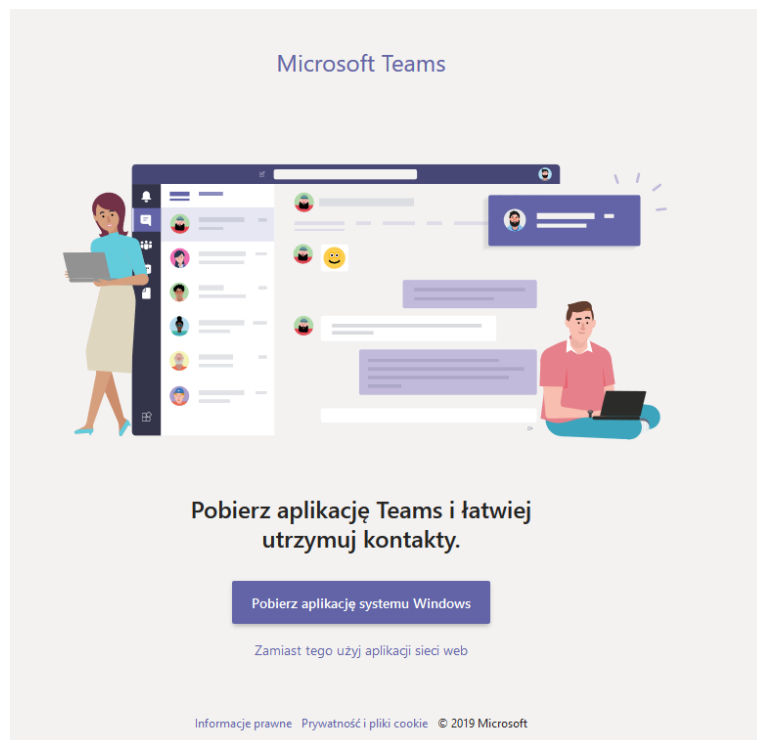 Microsoft Teams
Pobierz aplikację Teams i łatwiej
utrzymuj kontakty.
Pobierz aplikację systemu Windows
Zamiast tego użyj aplikacji sieci web
Informacje prawne Prywatność i pliki cookie © 2019 Microsoft